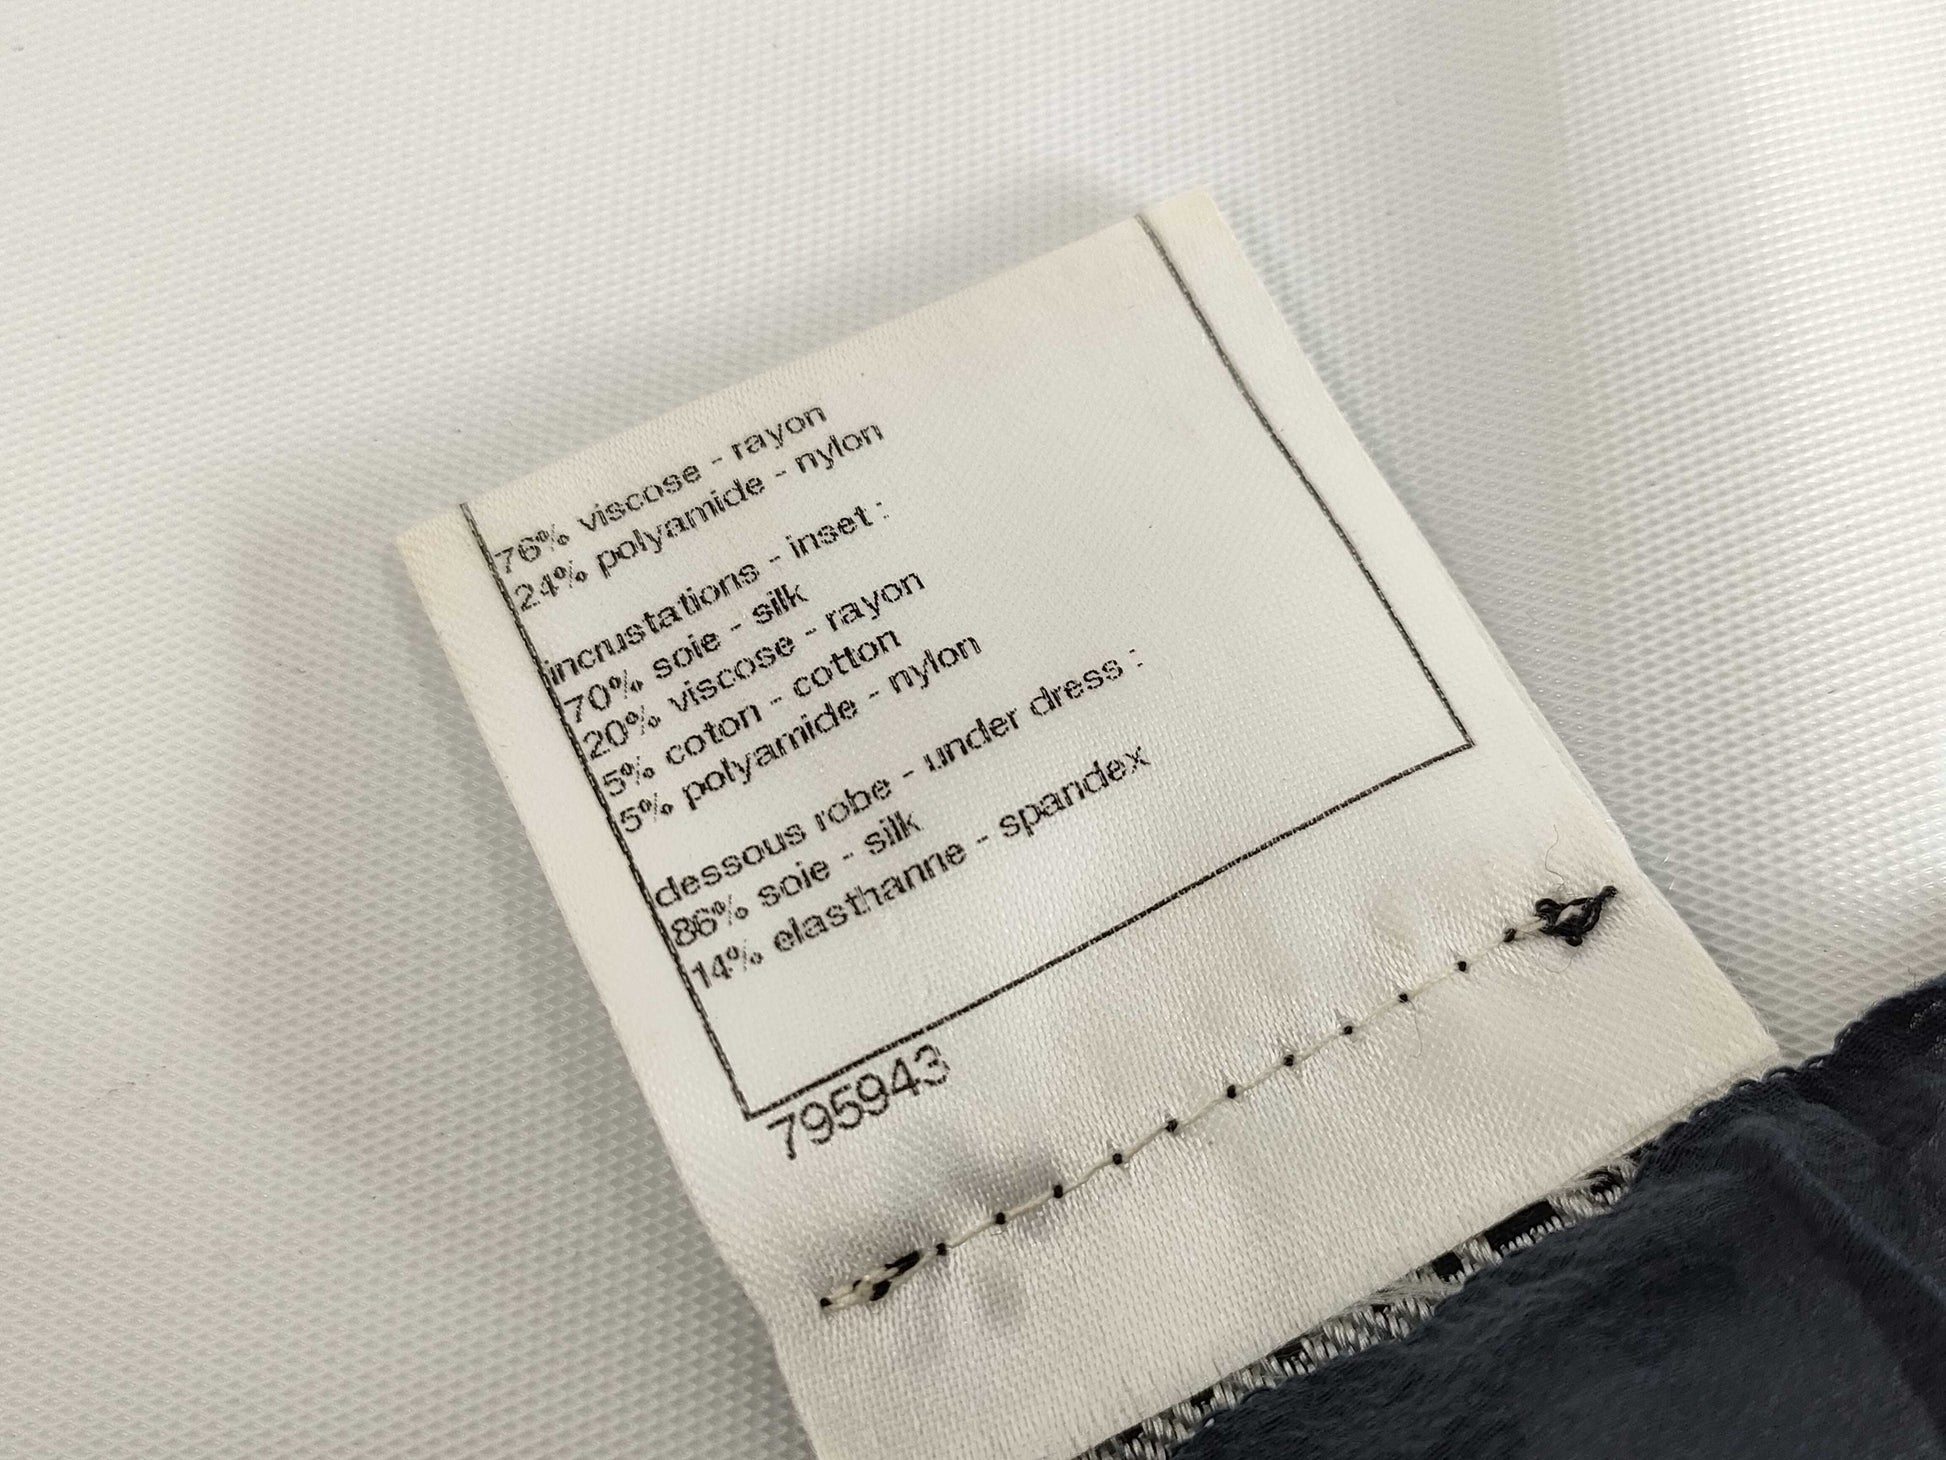 76% viscose - rayon
24% polyamide - nylon
incrustations - inset :
70% soie - silk
20% viscose - rayon
5% coton - cotton
5% polyamide - nylon
dessous robe - under dress :
86% soie - silk
14% elasthanne - spandex
795943